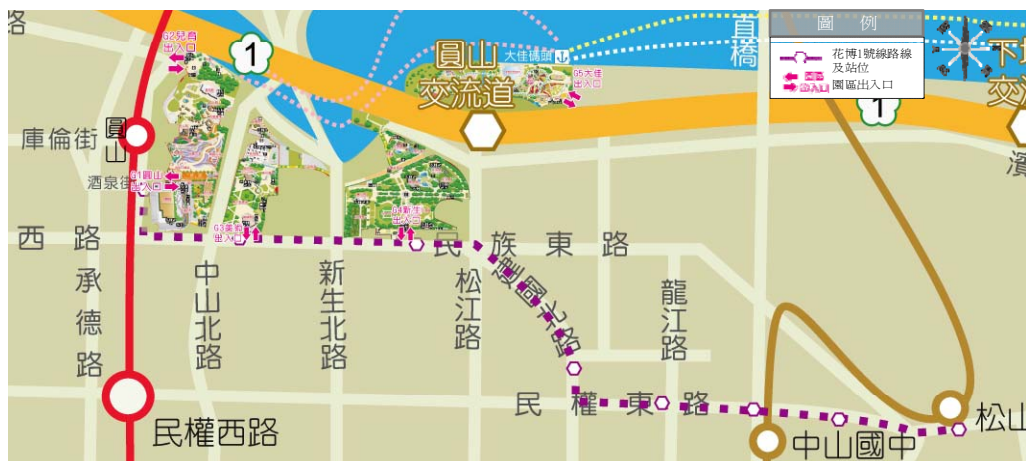 路
G2兒育
出入口
1
圓山
交流道
大佳碼頭
G5大佳
出入口
直
橋
圖 例
花博1號線路線
及站位
園區出入口
下塔
交流
1
濱
庫倫街
圓山
酒泉街
G1圓山
出入口
G3美術
出入口
G4新生
出入口
西路
民族東路
承德路
中山北路
新生北路
松江路
建國北路
龍江路
民權東路
民權西路
中山國中
松山